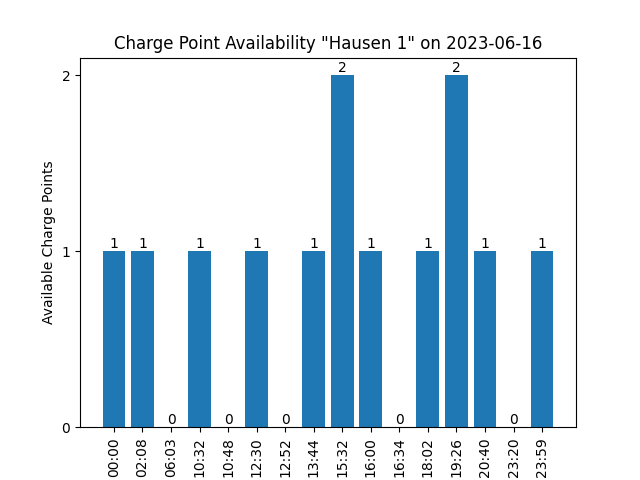 Charge Point Availability "Hausen 1" on 2023-06-16
Available Charge Points
2
1
0
1 1 0 1 0 1 0 1 2 1 0 1 2 1 0 1
00:00 02:08 06:03 10:32 10:48 12:30 12:52 13:44 15:32 16:00 16:34 18:02 19:26 20:40 23:20 23:59